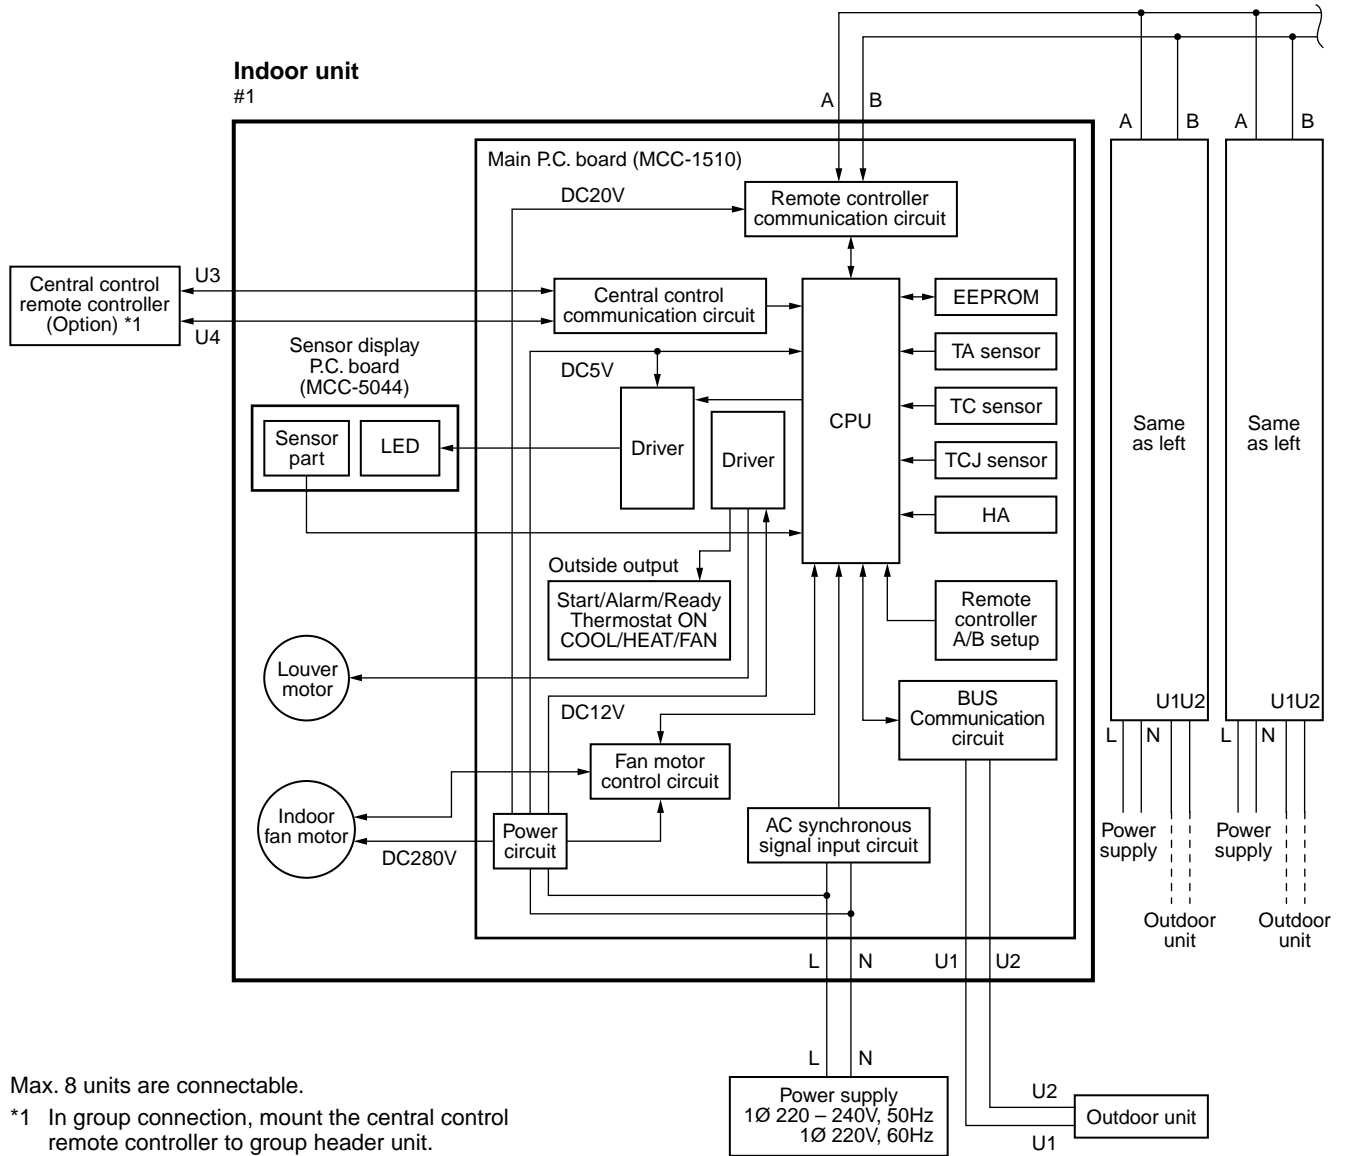 Indoor unit
#1
A
B
A
B
A
B
Main P.C. board (MCC-1510)
DC20V
Remote controller
communication circuit
Central control
remote controller
(Option) *1
U3
U4
Central control
communication circuit
EEPROM
Sensor display
P.C. board
(MCC-5044)
DC5V
TA sensor
Sensor
part
LED
Driver
Driver
CPU
TC sensor
TCJ sensor
HA
Same
as left
Same
as left
Outside output
Start/Alarm/Ready
Thermostat ON
COOL/HEAT/FAN
Remote
controller
A/B setup
Louver
motor
DC12V
BUS
Communication
circuit
U1U2
U1U2
L
N
L
N
Fan motor
control circuit
Indoor
fan motor
DC280V
Power
circuit
AC synchronous
signal input circuit
Power
supply
Power
supply
Outdoor
unit
Outdoor
unit
L
N
U1
U2
L
N
Power supply
1Ø 220 – 240V, 50Hz
1Ø 220V, 60Hz
U2
U1
Outdoor unit
Max. 8 units are connectable.
*1 In group connection, mount the central control
remote controller to group header unit.